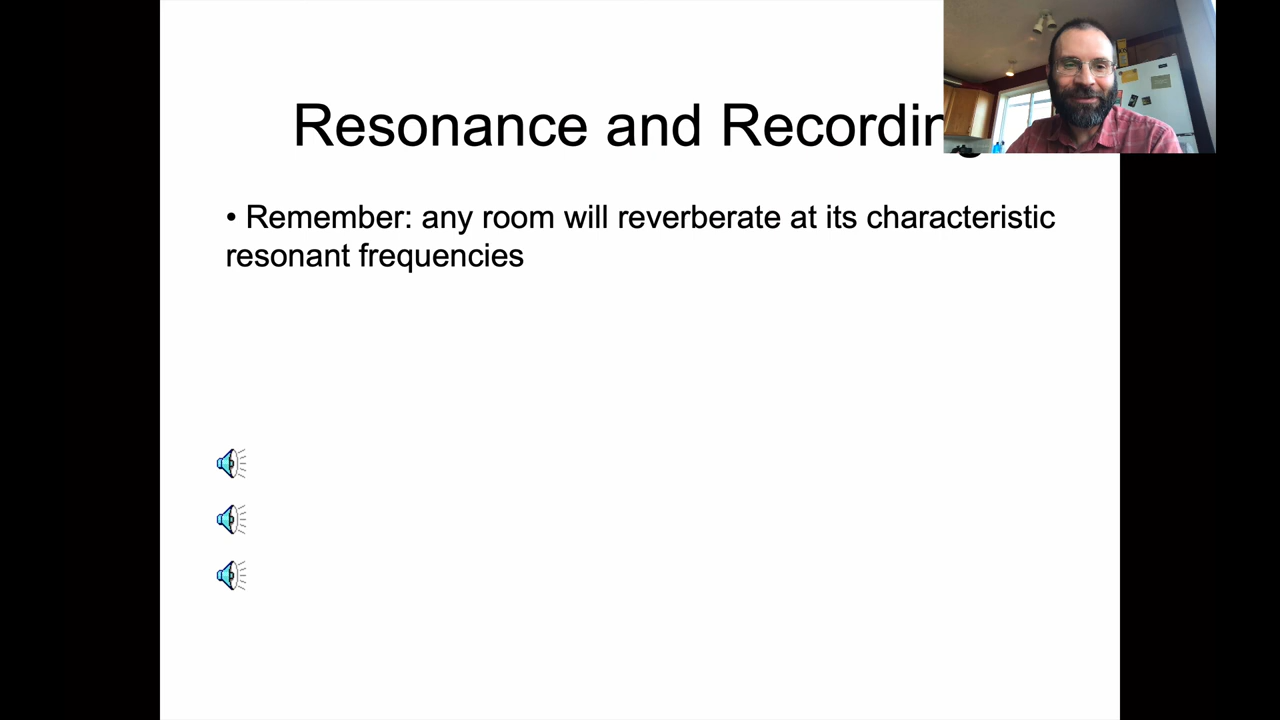 Resonance and Recording
• Remember: any room will reverberate at its characteristic
resonant frequencies